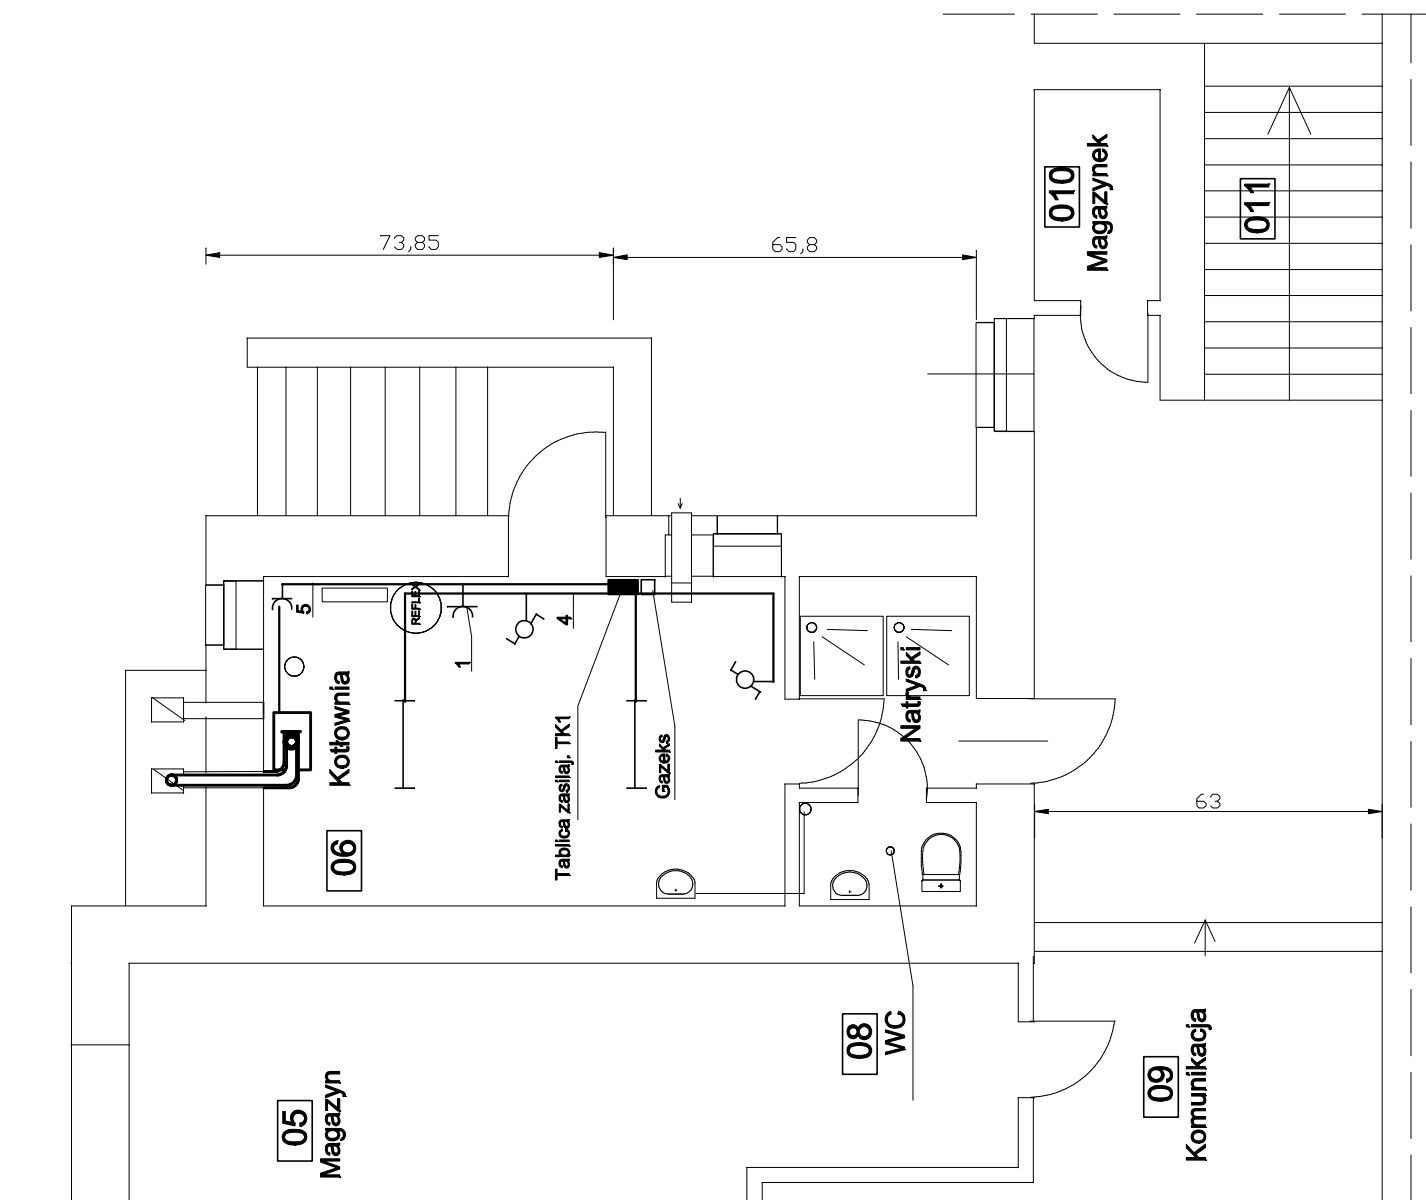 010
Magazynek
011
73,85
65,8
REFLEX
5
1
4
Kotłownia
06
Tablica zasilaj. TK1
Gazeks
Natryski
63
08
WC
09
Komunikacja
05
Magazyn